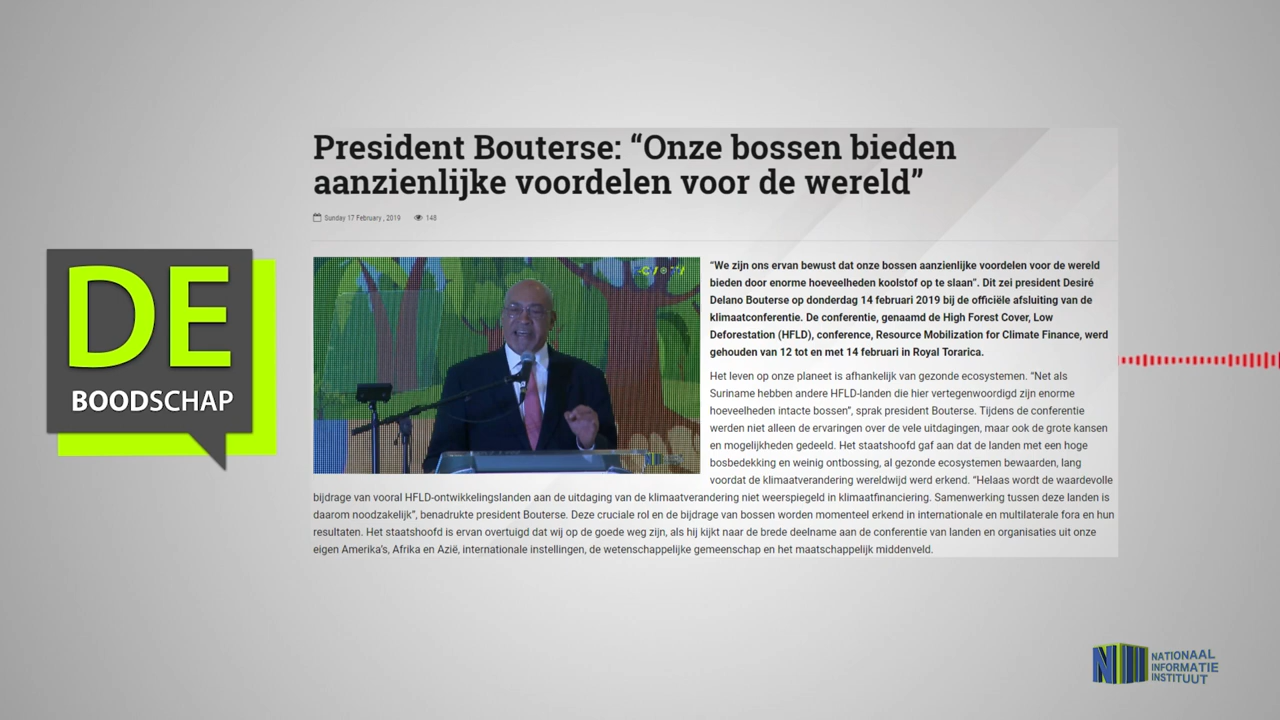 President Bouterse: “Onze bossen bieden
aanzienlijke voordelen voor de wereld”
Sunday 17 February , 2019 148
DE
BOODSCHAP
“We zijn ons ervan bewust dat onze bossen aanzienlijke voordelen voor de wereld
bieden door enorme hoeveelheden koolstof op te slaan”. Dit zei president Desiré
Delano Bouterse op donderdag 14 februari 2019 bij de officiële afsluiting van de
klimaatconferentie. De conferentie, genaamd de High Forest Cover, Low
Deforestation (HFLD), conference, Resource Mobilization for Climate Finance, werd
gehouden van 12 tot en met 14 februari in Royal Torarica.
Het leven op onze planeet is afhankelijk van gezonde ecosystemen. “Net als
Suriname hebben andere HFLD-landen die hier vertegenwoordigd zijn enorme
hoeveelheden intacte bossen”, sprak president Bouterse. Tijdens de conferentie
werden niet alleen de ervaringen over de vele uitdagingen, maar ook de grote kansen
en mogelijkheden gedeeld. Het staatshoofd gaf aan dat de landen met een hoge
bosbedekking en weinig ontbossing, al gezonde ecosystemen bewaarden, lang
voordat de klimaatverandering wereldwijd werd erkend. “Helaas wordt de waardevolle
bijdrage van vooral HFLD-ontwikkelingslanden aan de uitdaging van de klimaatverandering niet weerspiegeld in klimaatfinanciering. Samenwerking tussen deze landen is
daarom noodzakelijk”, benadrukte president Bouterse. Deze cruciale rol en de bijdrage van bossen worden momenteel erkend in internationale en multilaterale fora en hun
resultaten. Het staatshoofd is ervan overtuigd dat wij op de goede weg zijn, als hij kijkt naar de brede deelname aan de conferentie van landen en organisaties uit onze
eigen Amerika’s, Afrika en Azië, internationale instellingen, de wetenschappelijke gemeenschap en het maatschappelijk middenveld.
NII NATIONAAL
INFORMATIE
INSTITUUT